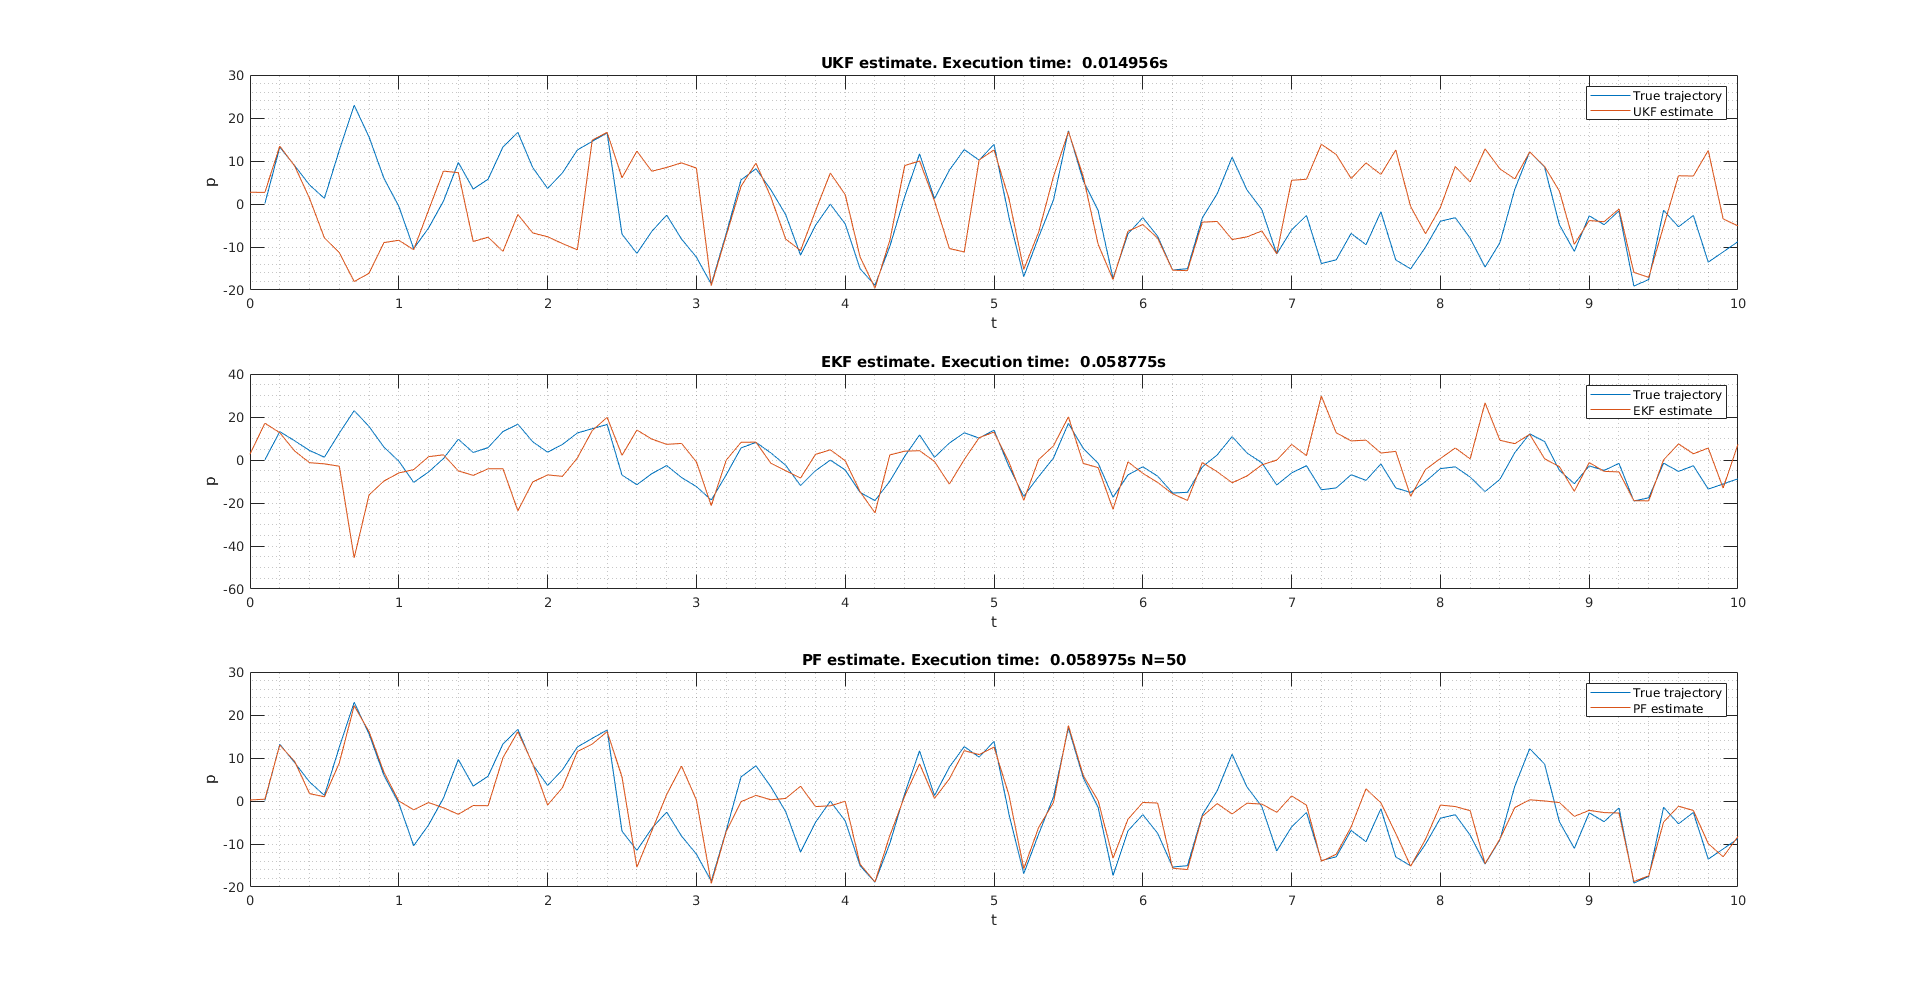 UKF estimate. Execution time:  0.014956s
30
20
10
0
-10
-20
p
True trajectory
UKF estimate
0 1 2 3 4 5 6 7 8 9 10
t
EKF estimate. Execution time:  0.058775s
40
20
0
-20
-40
-60
p
True trajectory
EKF estimate
0 1 2 3 4 5 6 7 8 9 10
t
PF estimate. Execution time:  0.058975s N=50
30
20
10
0
-10
-20
p
True trajectory
PF estimate
0 1 2 3 4 5 6 7 8 9 10
t